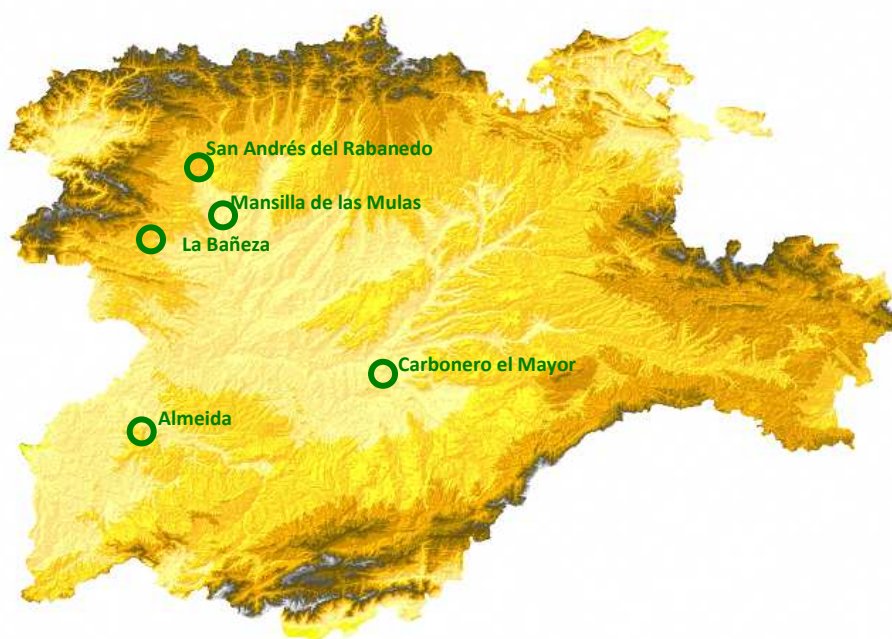 San Andrés del Rabanedo
Mansilla de las Mulas
La Bañeza
Carbonero el Mayor
Almeida